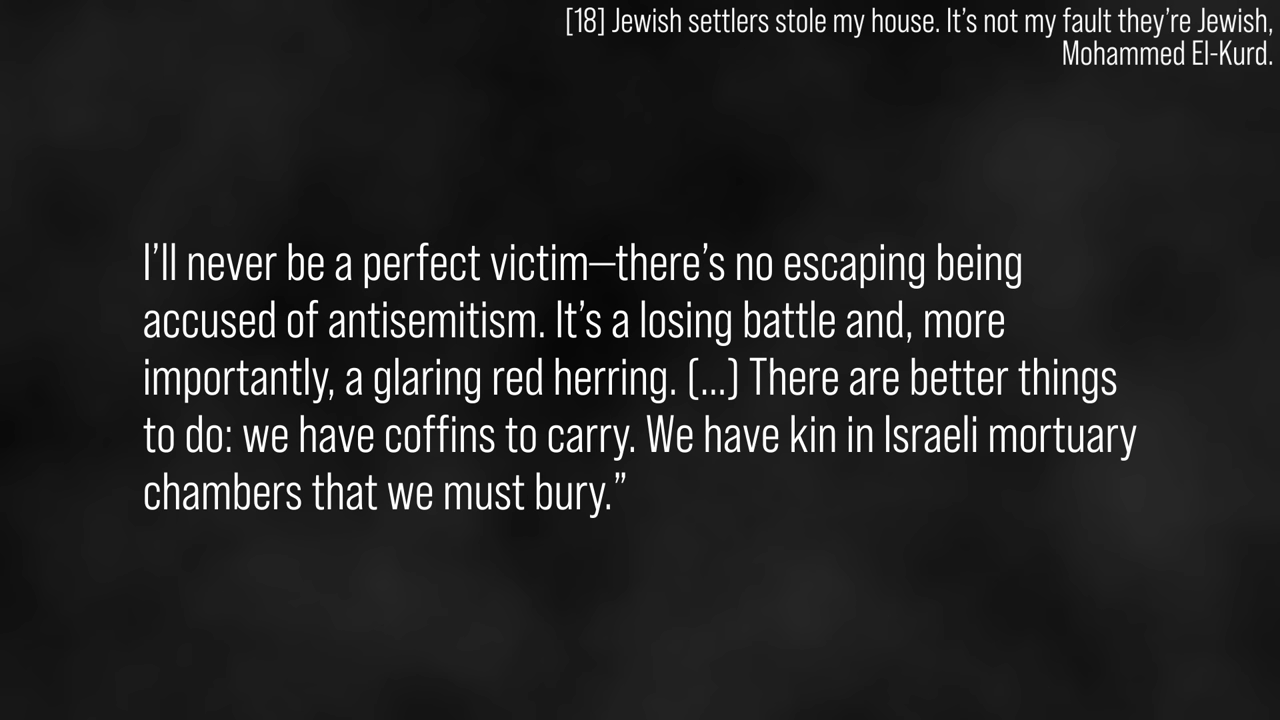 [18] Jewish settlers stole my house. It’s not my fault they’re Jewish,
Mohammed El-Kurd.
I’ll never be a perfect victim—there’s no escaping being
accused of antisemitism. It’s a losing battle and, more
importantly, a glaring red herring. (...) There are better things
to do: we have coffins to carry. We have kin in Israeli mortuary
chambers that we must bury.”